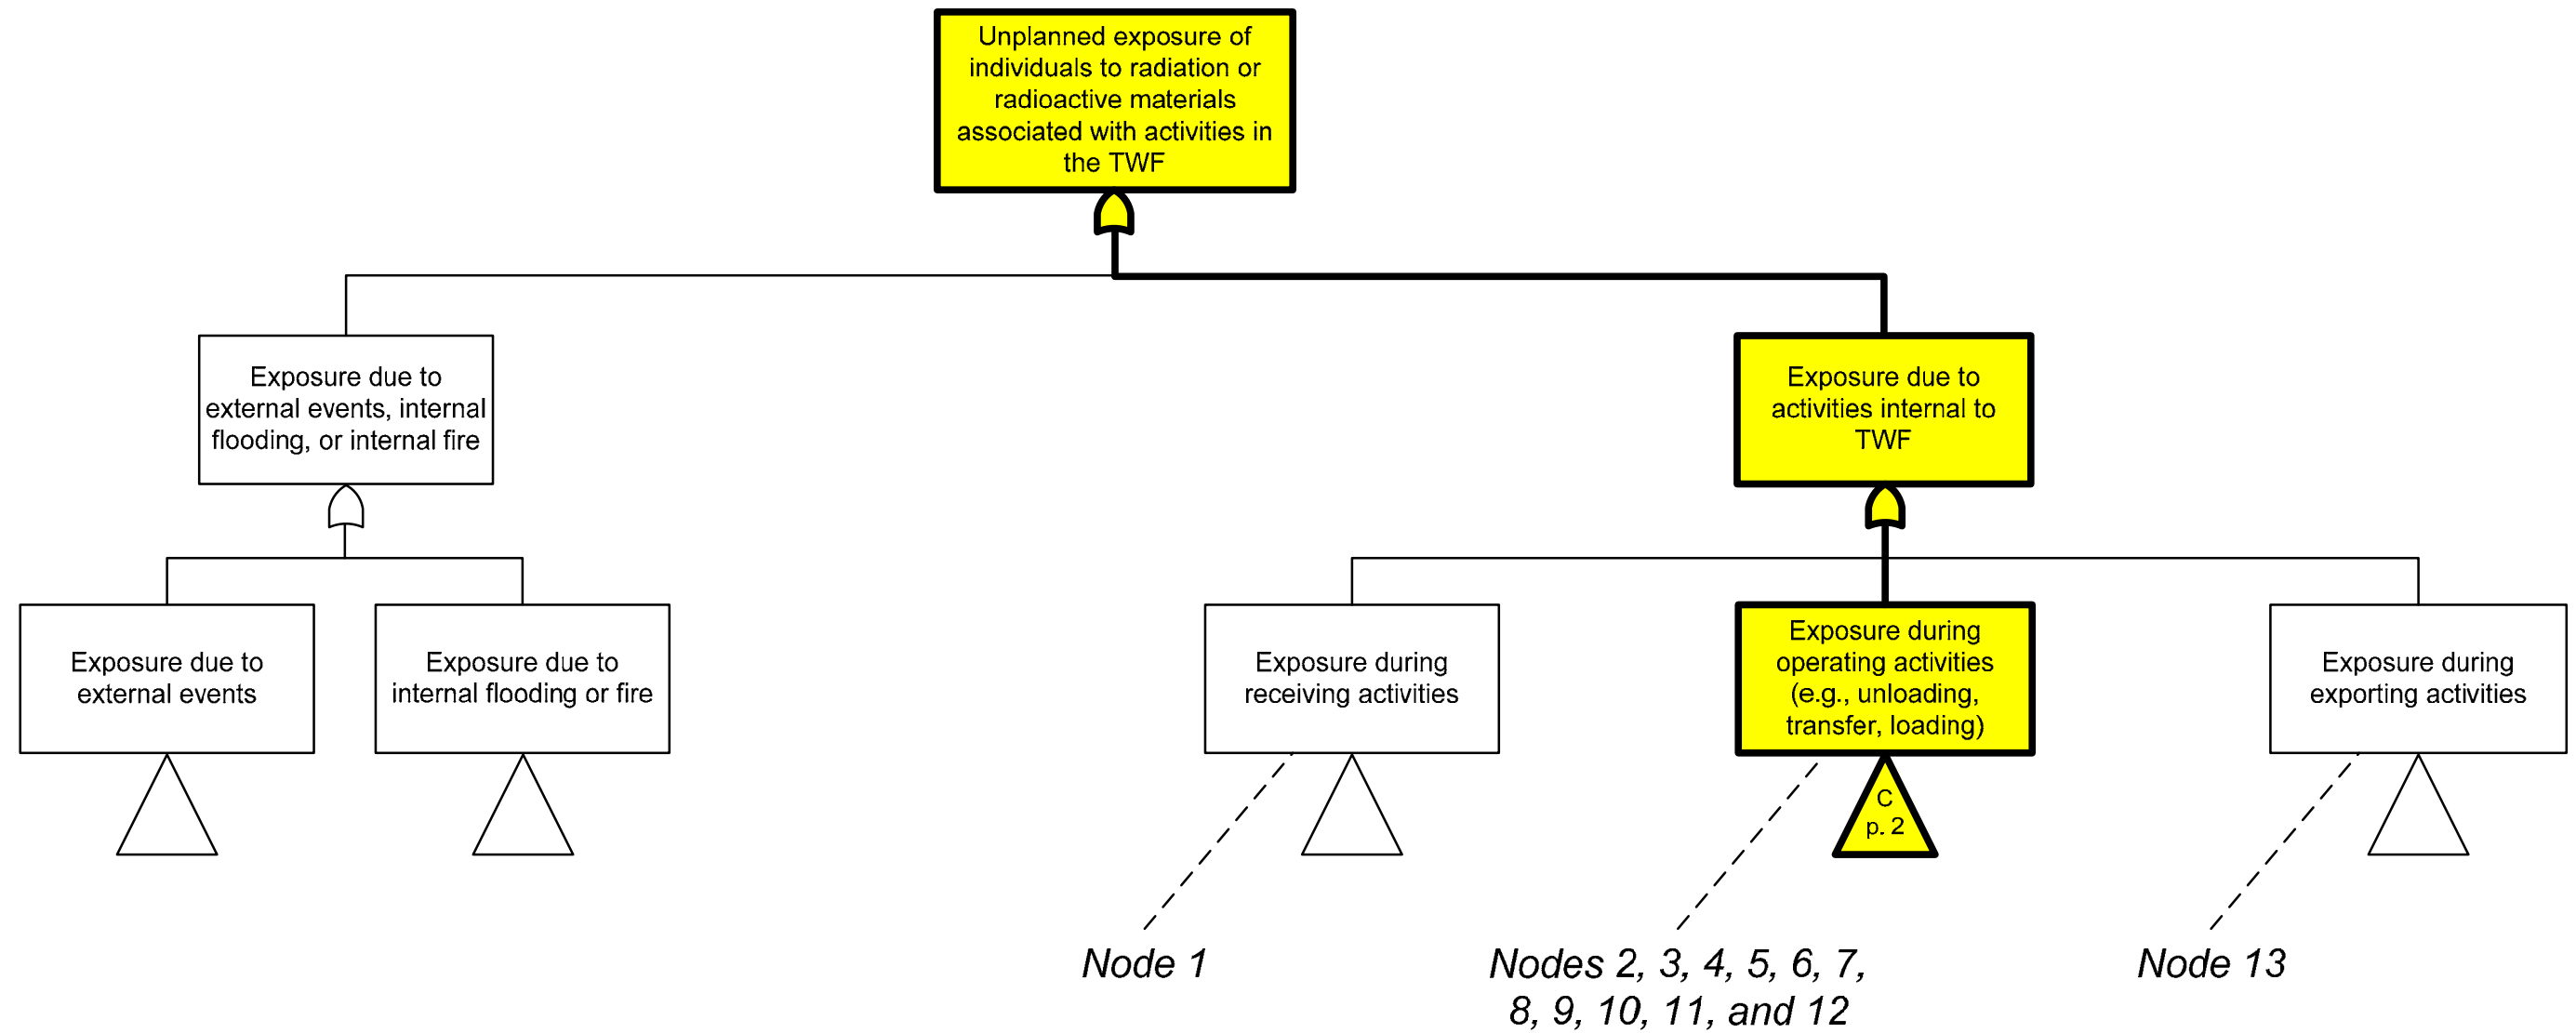 Unplanned exposure of
individuals to radiation or
radioactive materials
associated with activities in
the TWF
Exposure due to
external events, internal
flooding, or internal fire
Exposure due to
activities internal to
TWF
Exposure due to
external events
Exposure due to
internal flooding or fire
Exposure during
receiving activities
Exposure during
operating activities
(e.g., unloading,
transfer, loading)
Exposure during
exporting activities
C
p. 2
Node 1
Nodes 2, 3, 4, 5, 6, 7,
8, 9, 10, 11, and 12
Node 13